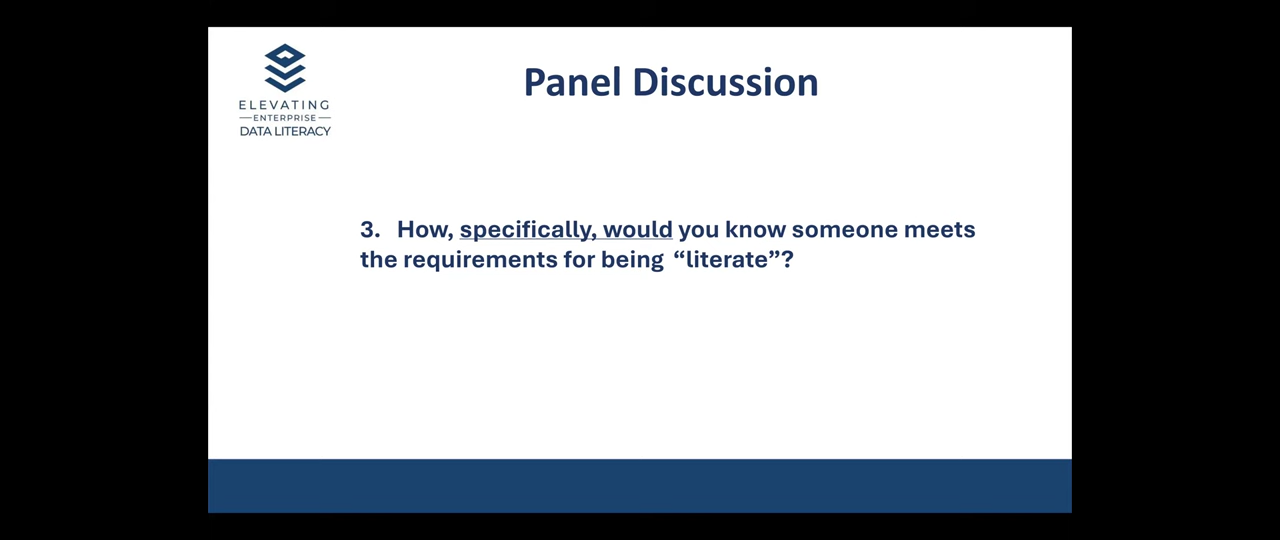 ELEVATING
ENTERPRISE
DATA LITERACY
Panel Discussion
3. How, specifically, would you know someone meets
the requirements for being “literate”?